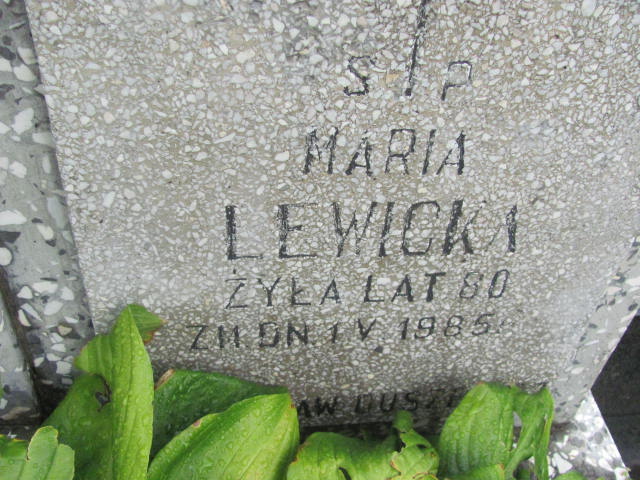 S P
MARIA
LEWICKA
ŻYŁA LAT 80
ZM DN. 1 V. 1985